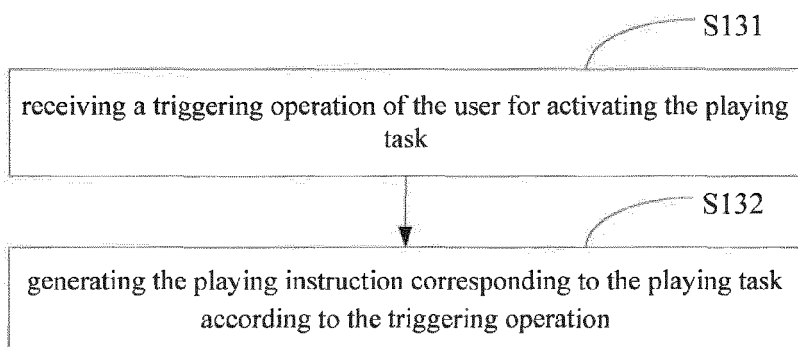 S131
receiving a triggering operation of the user for activating the playing
task
S132
generating the playing instruction corresponding to the playing task
according to the triggering operation